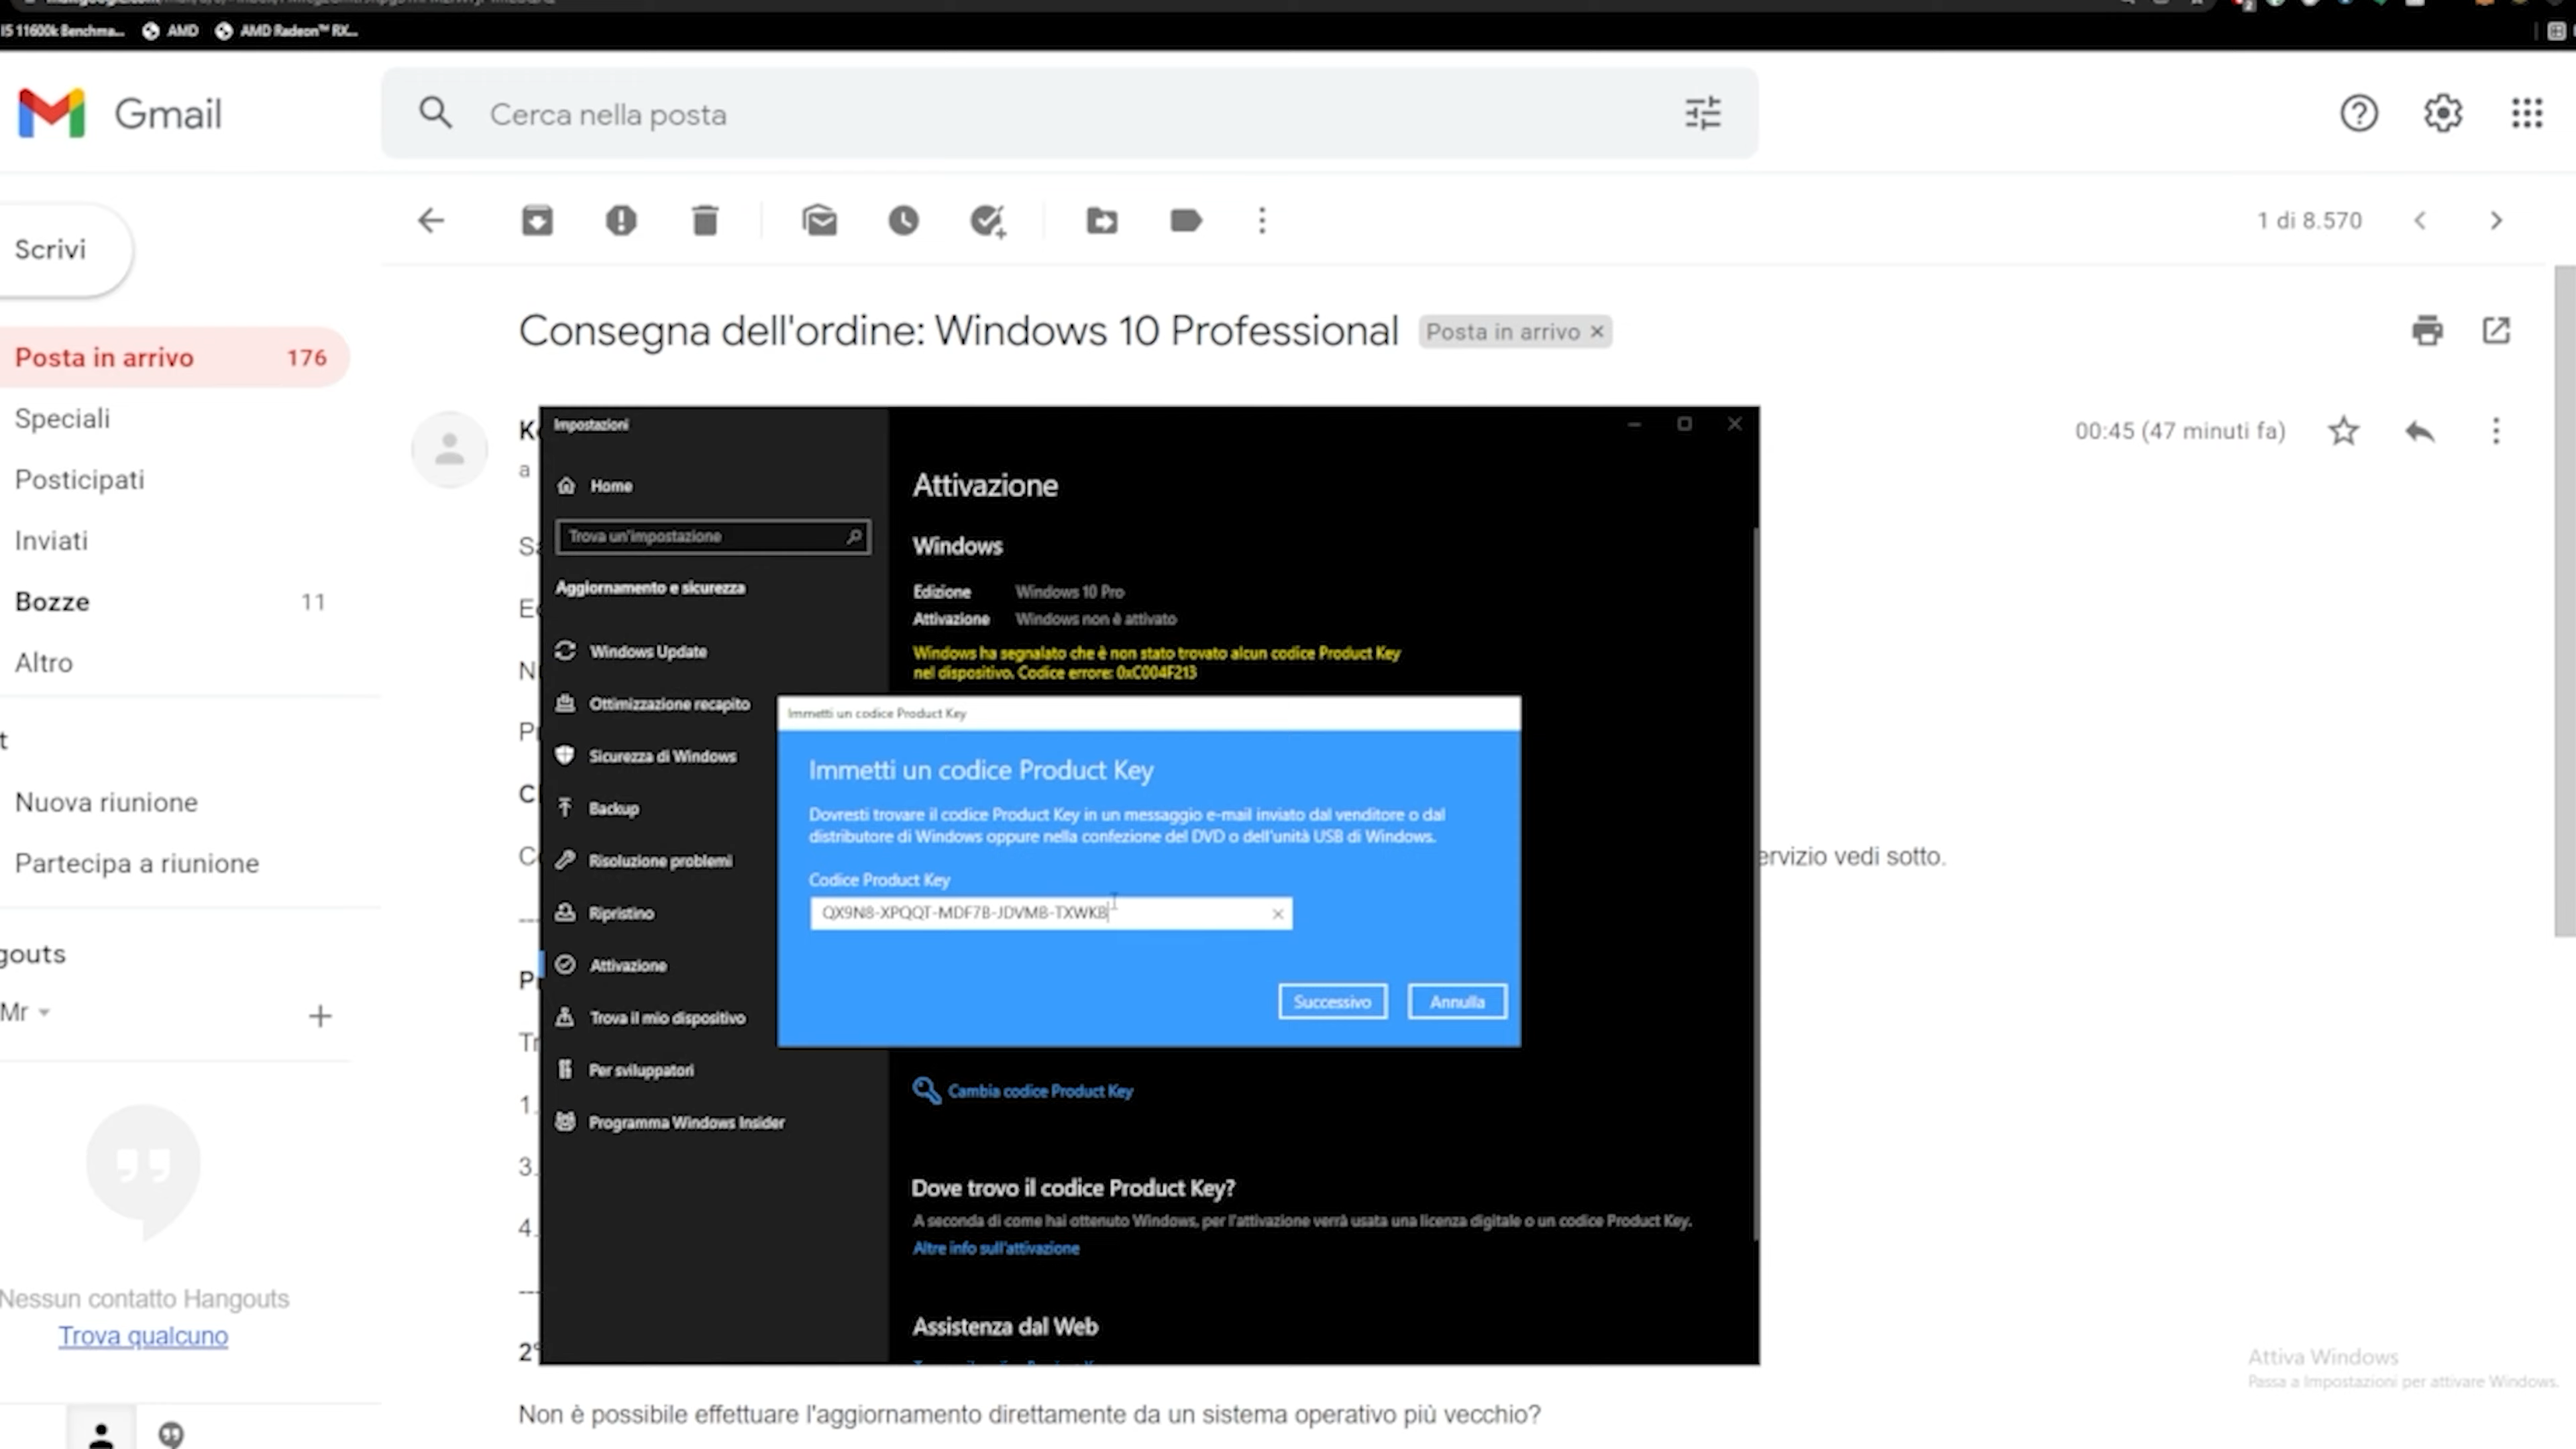 I5 11600k Benchma...
AMD
AMD Radeon™ RX...
Gmail
Cerca nella posta
Scrivi
1 di 8.570
Posta in arrivo 176
Speciali
Posticipati
Inviati
Bozze 11
Altro
t
Nuova riunione
Partecipa a riunione
gouts
Mr
Nessun contatto Hangouts
Trova qualcuno
Consegna dell'ordine: Windows 10 Professional
Posta in arrivo ×
00:45 (47 minuti fa)
a
ervizio vedi sotto.
1.
3.
4.
Impostazioni
Home
Trova un'impostazione
Aggiornamento e sicurezza
Windows Update
Ottimizzazione recapito
Sicurezza di Windows
Backup
Risoluzione problemi
Ripristino
Attivazione
Trova il mio dispositivo
Per sviluppatori
Programma Windows Insider
Attivazione
Windows
Edizione Windows 10 Pro
Attivazione Windows non è attivato
Windows ha segnalato che è non stato trovato alcun codice Product Key
nel dispositivo. Codice errore: 0xC004F213
Immetti un codice Product Key
Immetti un codice Product Key
Dovresti trovare il codice Product Key in un messaggio e-mail inviato dal venditore o dal
distributore di Windows oppure nella confezione del DVD o dell'unità USB di Windows.
Codice Product Key
QX9N8-XPQQT-MDF7B-JDVMB-TXWKB
Successivo
Annulla
Cambia codice Product Key
Dove trovo il codice Product Key?
A seconda di come hai ottenuto Windows, per l'attivazione verrà usata una licenza digitale o un codice Product Key.
Altre info sull'attivazione
Assistenza dal Web
Non è possibile effettuare l'aggiornamento direttamente da un sistema operativo più vecchio?
Attiva Windows
Passa a Impostazioni per attivare Windows.